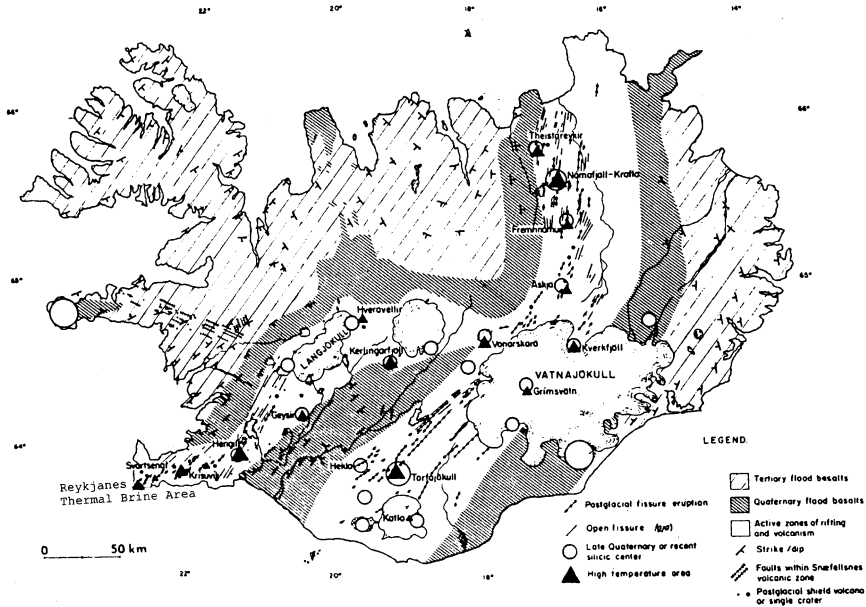 22°
20°
18°
16°
14°
66°
66°
Theistareykir
Námafjall-Krafla
Fremrinámur
65°
65°
Askja
Hveravellir
LANGJÖKULL
Kerlingarfjöll
Vonarskarð
Kverkfjöll
VATNAJÖKULL
Grímsvötn
Geysir
64°
Hengill
Hekla
Svartsengi
Krísuvík
Torfajökull
Reykjanes
Thermal Brine Area
Katla
0 50 km
22°
20°
18°
LEGEND.
Postglacial fissure eruption
Open fissure (gjá)
Late Quaternary or recent
silicic center
High temperature area
Tertiary flood basalts
Quaternary flood basalts
Active zones of rifting
and volcanism
Strike / dip
Faults within Snæfellsnes
volcanic zone
Postglacial shield volcano
or single crater